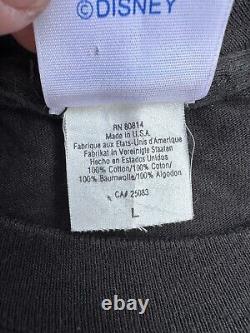 ©DISNEY
RN 80814
Made in U.S.A.
Fabrique aux Etats-Unis d'Amerique
Fabrikat in Vereinigte Staaten
Hecho en Estados Unidos
100% Cotton/100% Coton/
100% Baumwolle/100% Algodon
CA# 25083
L